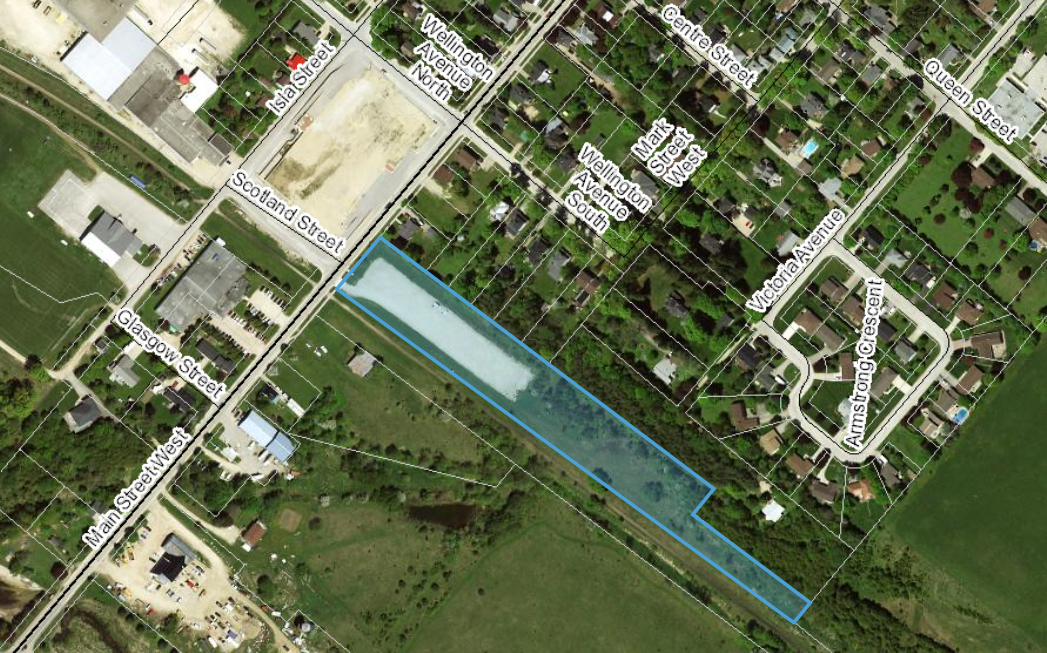 Wellington
Avenue
North
Centre Street
Isla Street
Queen Street
Mark
Street
West
Wellington
Avenue
South
Scotland Street
Victoria Avenue
Armstrong Crescent
Glasgow Street
Main Street West